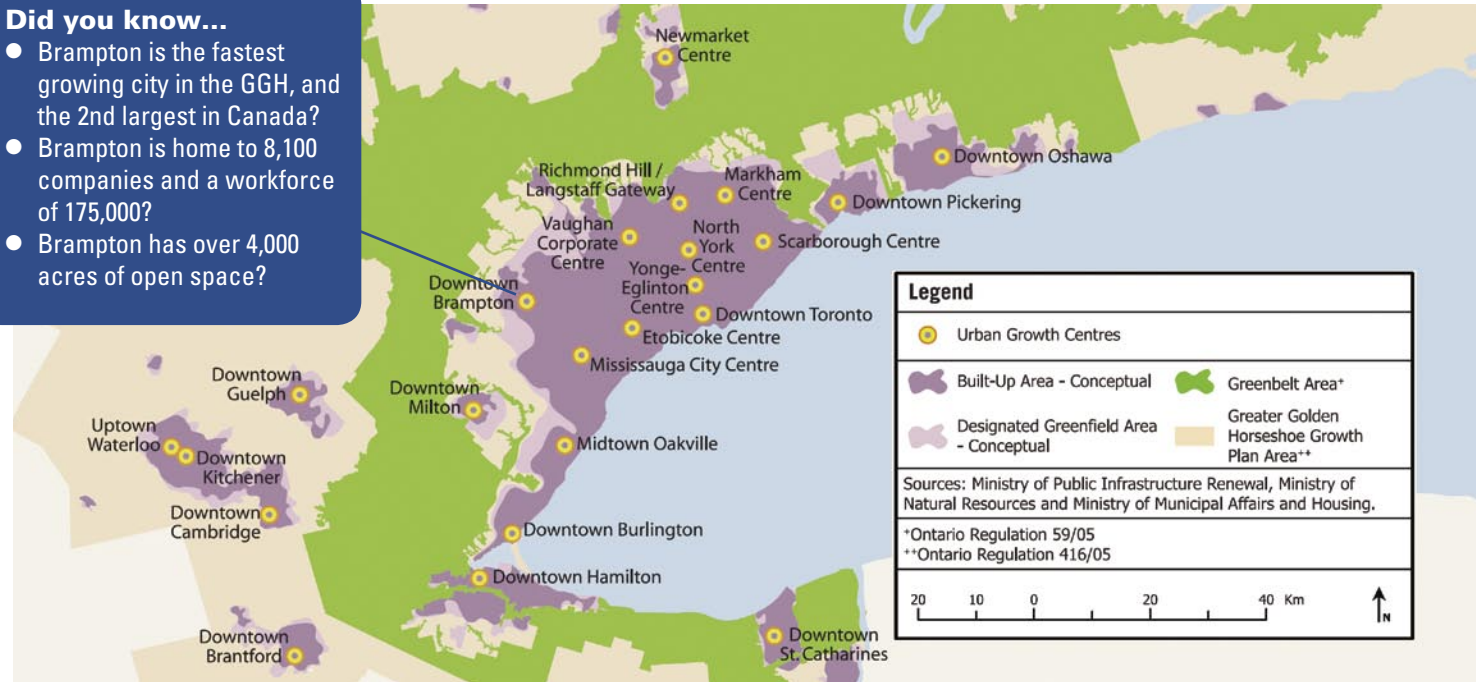 Did you know...
● Brampton is the fastest
growing city in the GGH, and
the 2nd largest in Canada?
● Brampton is home to 8,100
companies and a workforce
of 175,000?
● Brampton has over 4,000
acres of open space?
Newmarket
Centre
Downtown Oshawa
Richmond Hill /
Langstaff Gateway
Markham
Centre
Downtown Pickering
Vaughan
Corporate
Centre
North
York
Centre
Scarborough Centre
Yonge-
Eglinton
Centre
Downtown
Brampton
Downtown Toronto
Etobicoke Centre
Mississauga City Centre
Downtown
Guelph
Downtown
Milton
Uptown
Waterloo
Downtown
Kitchener
Midtown Oakville
Downtown
Cambridge
Downtown Burlington
Downtown Hamilton
Downtown
Brantford
Downtown
St. Catharines
Legend
Urban Growth Centres
Built-Up Area - Conceptual
Greenbelt Area+
Designated Greenfield Area
- Conceptual
Greater Golden
Horseshoe Growth
Plan Area++
Sources: Ministry of Public Infrastructure Renewal, Ministry of
Natural Resources and Ministry of Municipal Affairs and Housing.
+Ontario Regulation 59/05
++Ontario Regulation 416/05
20 10 0 20 40 Km
N